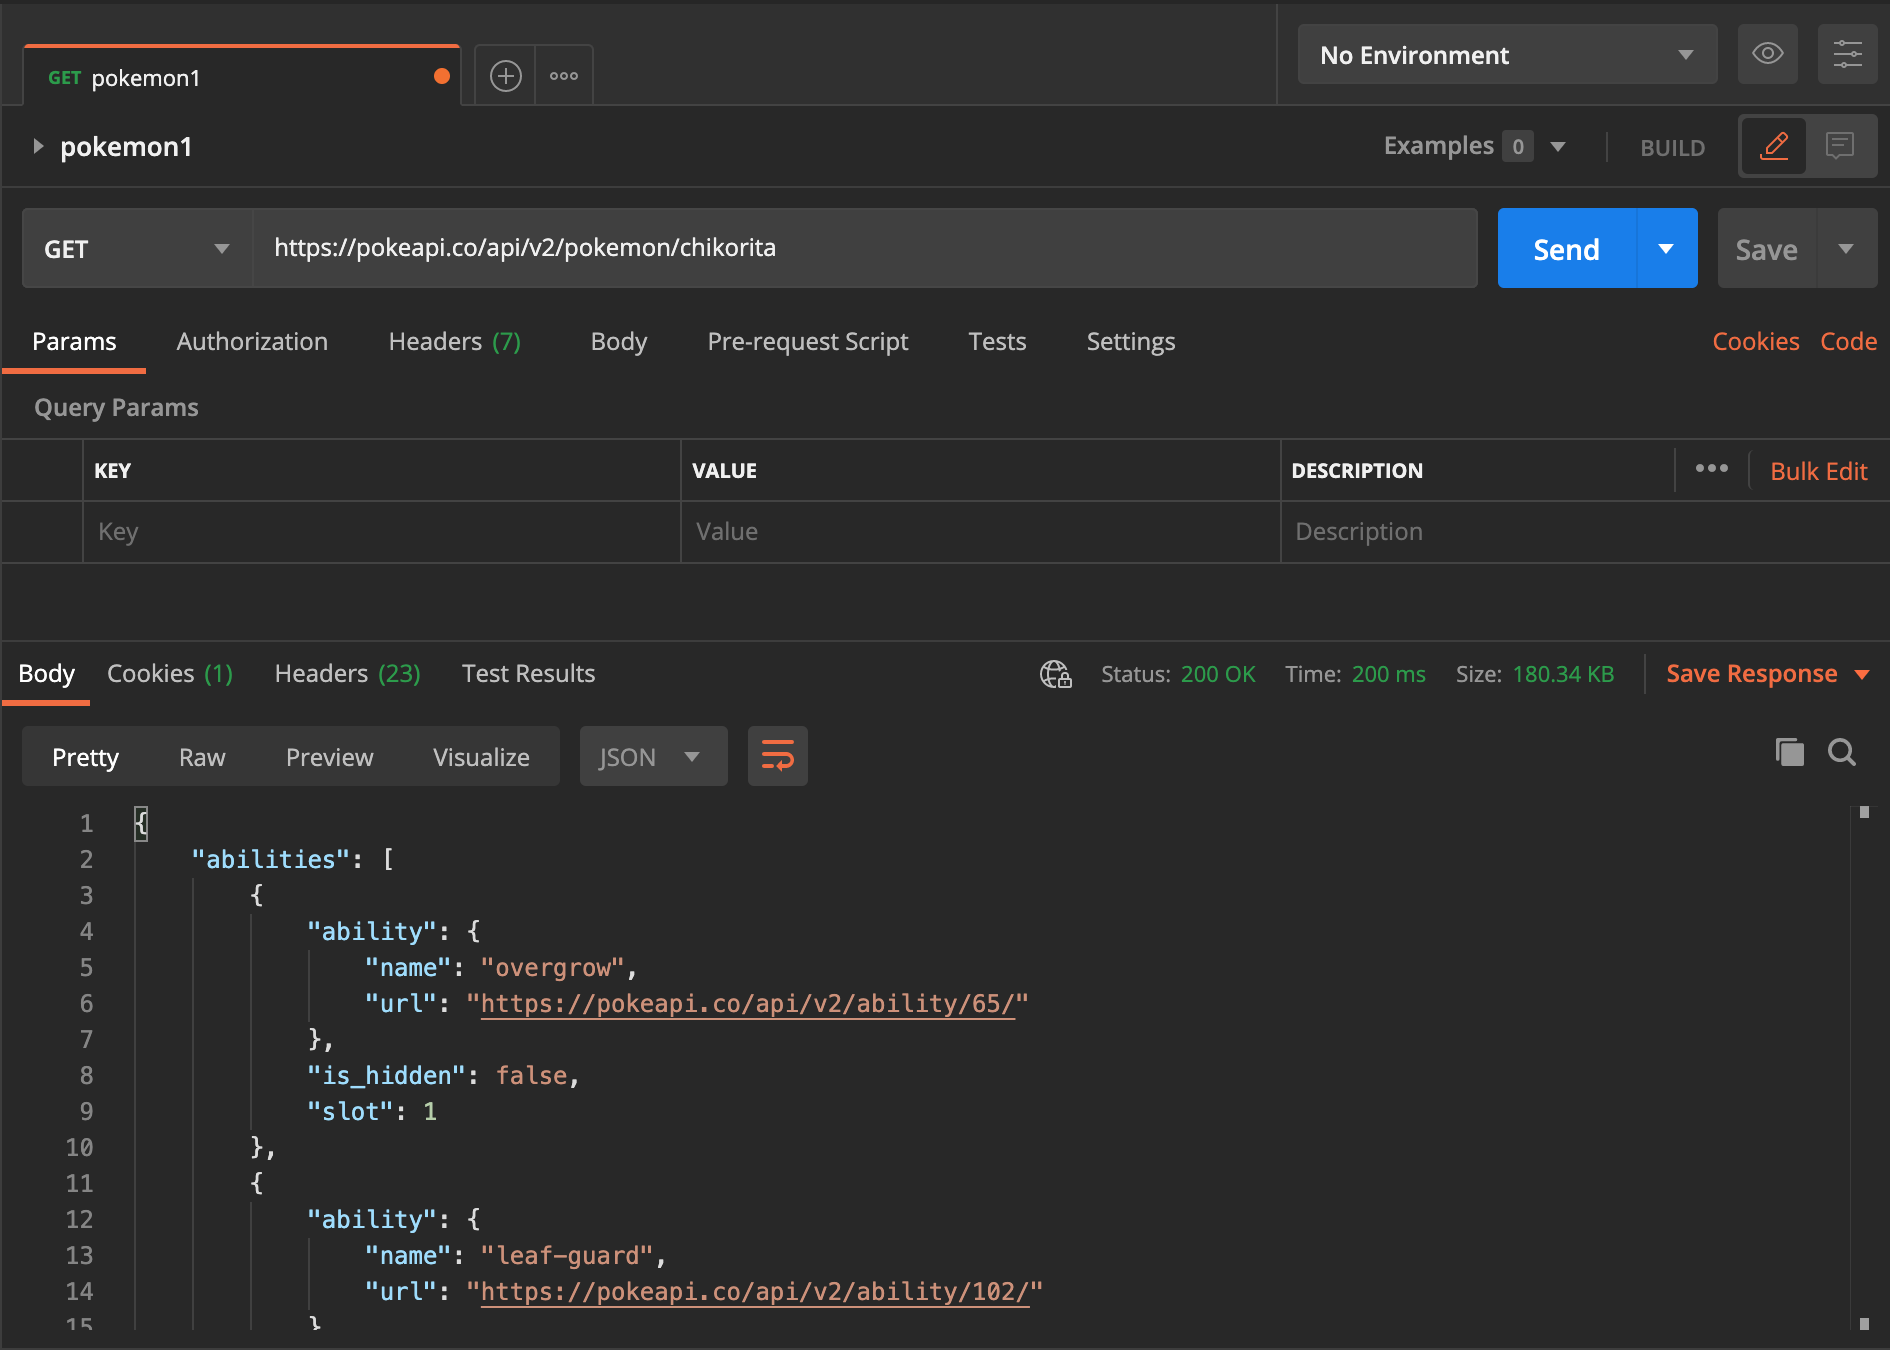 GET pokemon1
No Environment
pokemon1
Examples 0
BUILD
GET
https://pokeapi.co/api/v2/pokemon/chikorita
Send
Save
Params Authorization Headers (7) Body Pre-request Script Tests Settings Cookies Code
Query Params
KEY VALUE DESCRIPTION Bulk Edit
Key Value Description
Body Cookies (1) Headers (23) Test Results Status: 200 OK Time: 200 ms Size: 180.34 KB Save Response
Pretty Raw Preview Visualize JSON
1 {
2 "abilities": [
3 {
4 "ability": {
5 "name": "overgrow",
6 "url": "https://pokeapi.co/api/v2/ability/65/"
7 },
8 "is_hidden": false,
9 "slot": 1
10 },
11 {
12 "ability": {
13 "name": "leaf-guard",
14 "url": "https://pokeapi.co/api/v2/ability/102/"
15 }